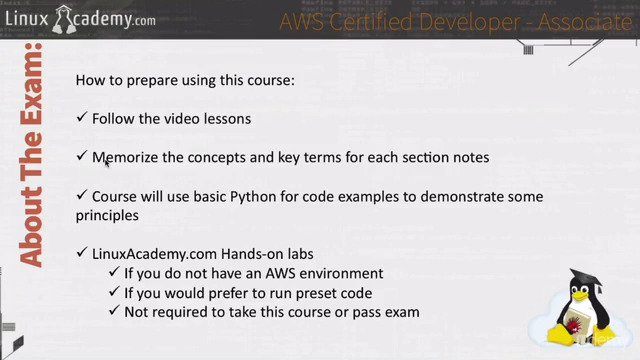 Linux Academy.com
AWS Certified Developer - Associate
About The Exam:
How to prepare using this course:
✓ Follow the video lessons
✓ Memorize the concepts and key terms for each section notes
✓ Course will use basic Python for code examples to demonstrate some
principles
✓ LinuxAcademy.com Hands-on labs
✓ If you do not have an AWS environment
✓ If you would prefer to run preset code
✓ Not required to take this course or pass exam